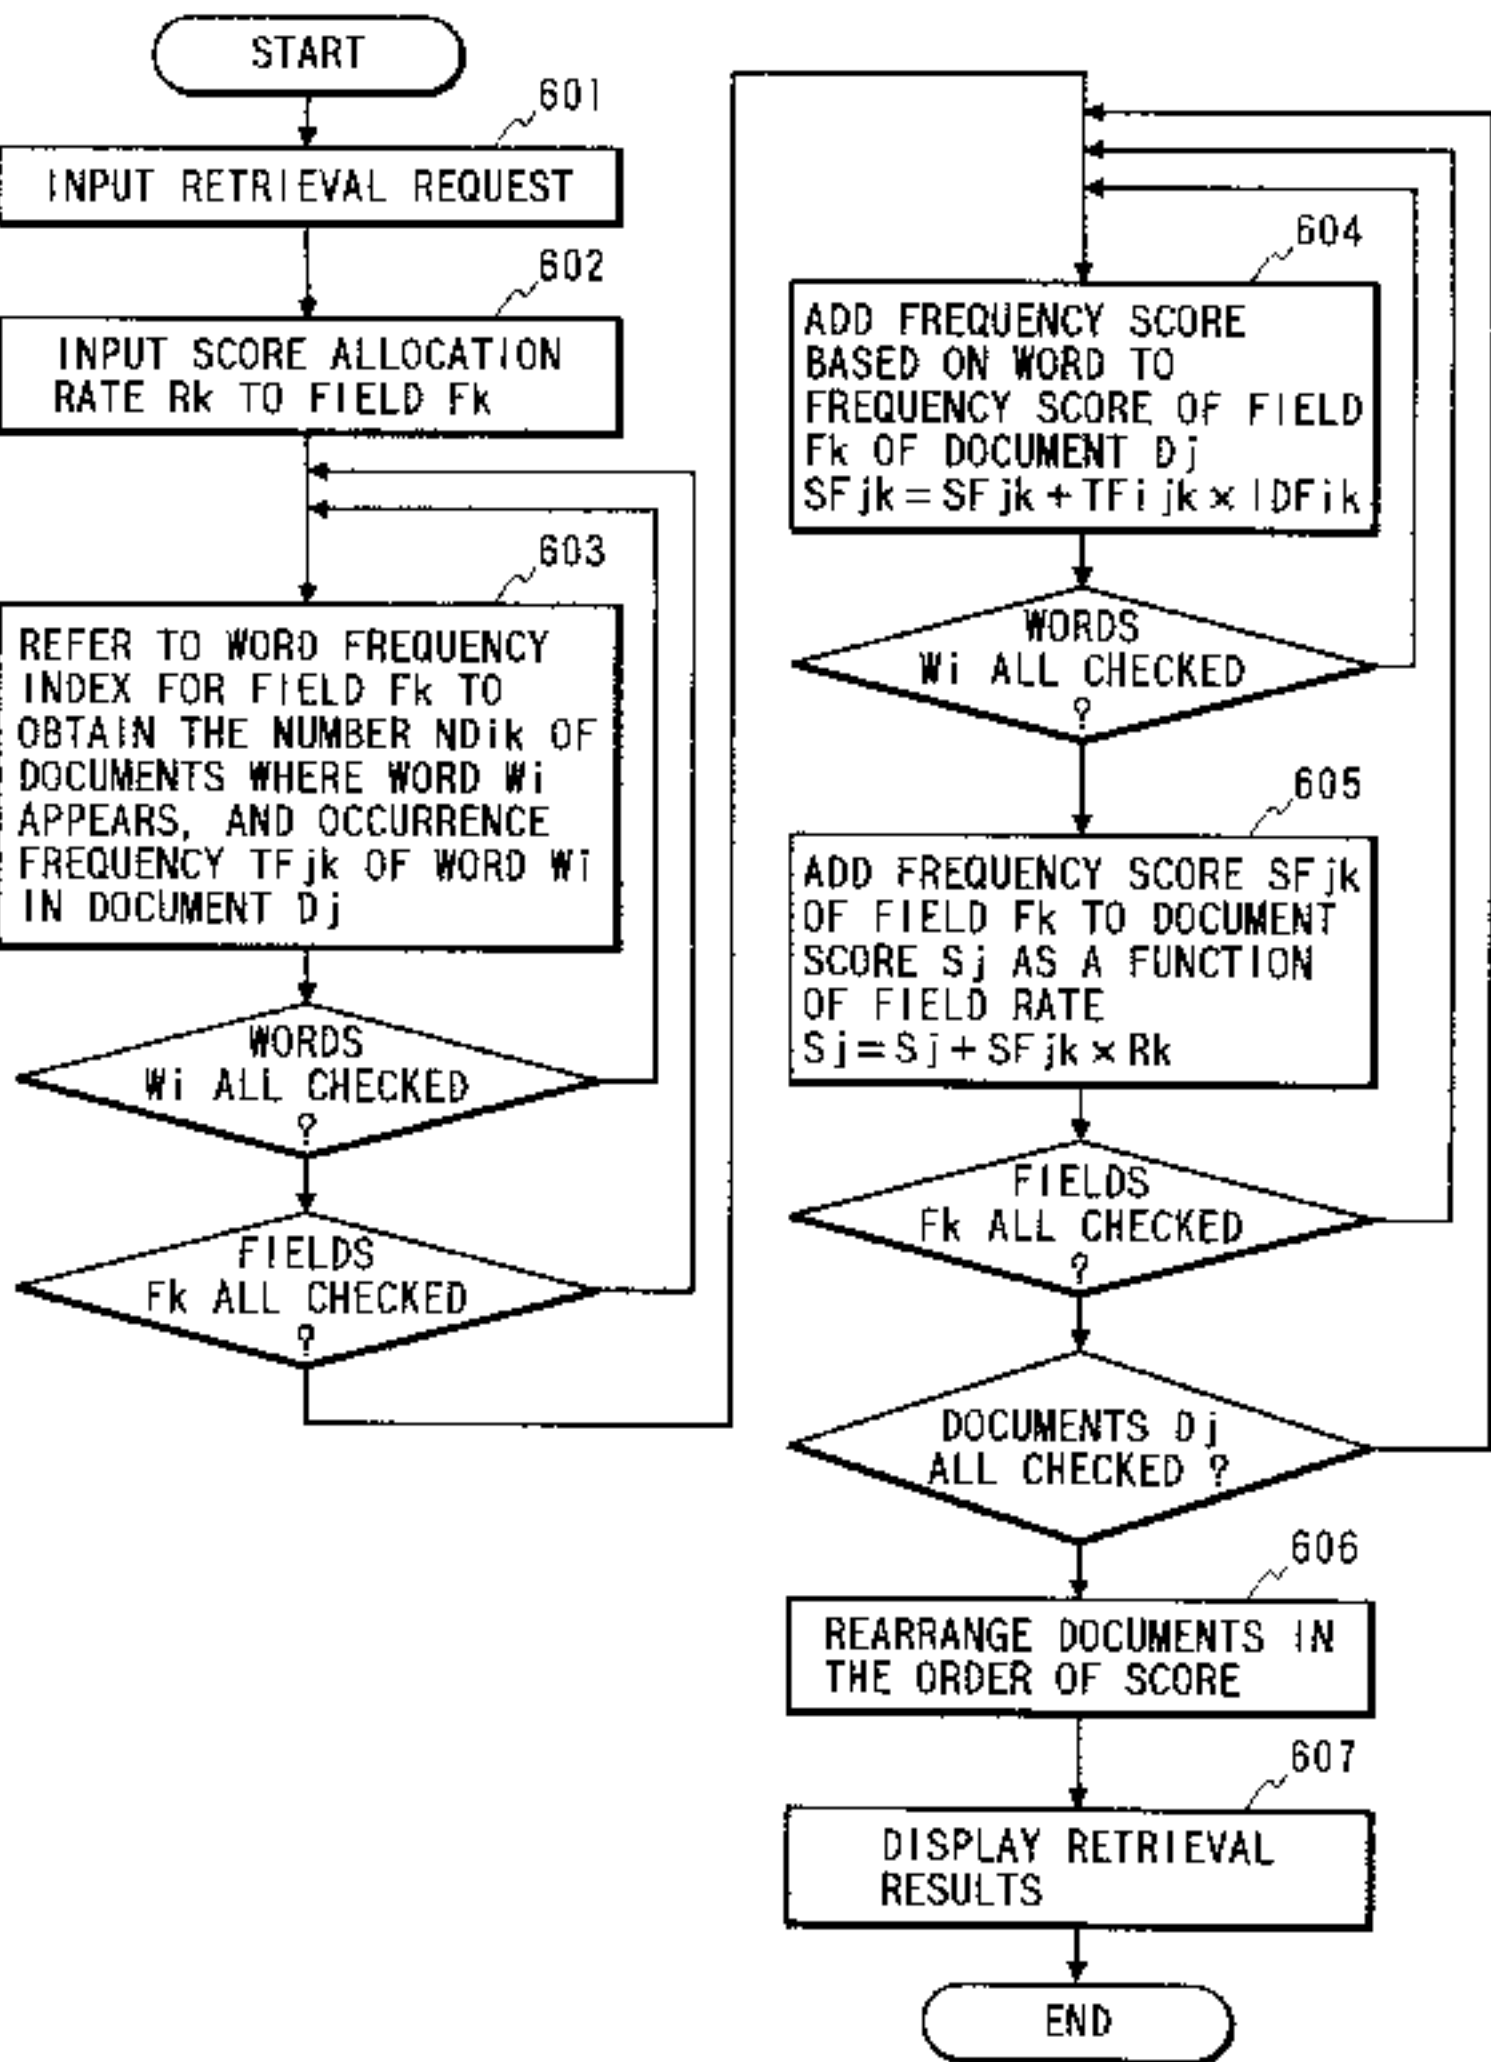 START
601
INPUT RETRIEVAL REQUEST
602
INPUT SCORE ALLOCATION
RATE Rk TO FIELD Fk
603
REFER TO WORD FREQUENCY
INDEX FOR FIELD Fk TO
OBTAIN THE NUMBER NDik OF
DOCUMENTS WHERE WORD Wi
APPEARS, AND OCCURRENCE
FREQUENCY TFjk OF WORD Wi
IN DOCUMENT Dj
WORDS
Wi ALL CHECKED
?
FIELDS
Fk ALL CHECKED
?
604
ADD FREQUENCY SCORE
BASED ON WORD TO
FREQUENCY SCORE OF FIELD
Fk OF DOCUMENT Dj
SFjk = SFjk + TFijk × IDFik
WORDS
Wi ALL CHECKED
?
605
ADD FREQUENCY SCORE SFjk
OF FIELD Fk TO DOCUMENT
SCORE Sj AS A FUNCTION
OF FIELD RATE
Sj = Sj + SFjk × Rk
FIELDS
Fk ALL CHECKED
?
DOCUMENTS Dj
ALL CHECKED ?
606
REARRANGE DOCUMENTS IN
THE ORDER OF SCORE
607
DISPLAY RETRIEVAL
RESULTS
END